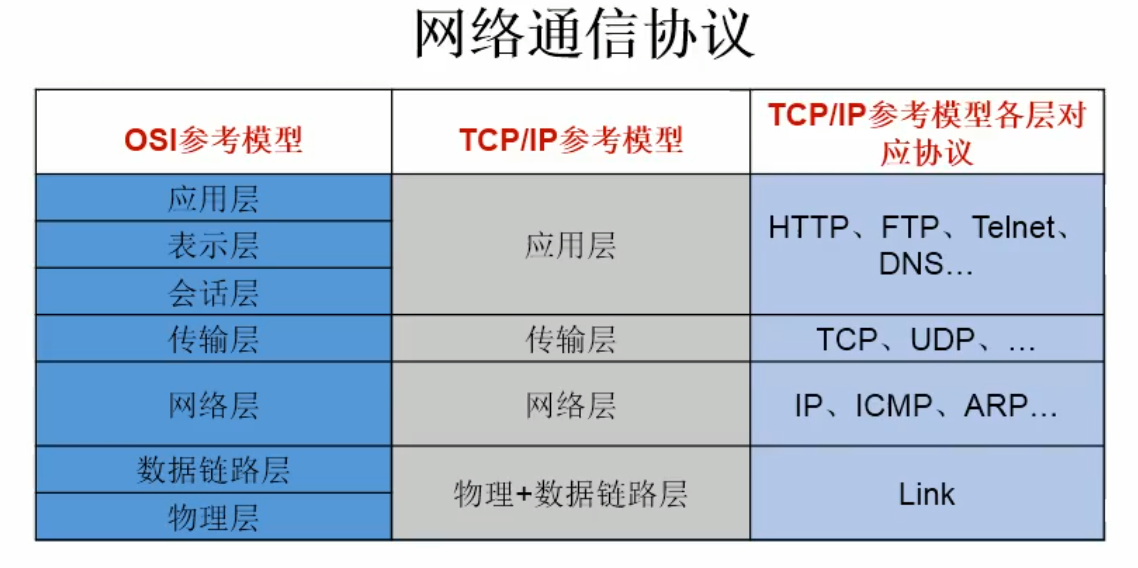 网络通信协议
OSI参考模型
TCP/IP参考模型
TCP/IP参考模型各层对
应协议
应用层
表示层
会话层
应用层
HTTP、FTP、Telnet、
DNS…
传输层
传输层
TCP、UDP、…
网络层
网络层
IP、ICMP、ARP…
数据链路层
物理层
物理+数据链路层
Link